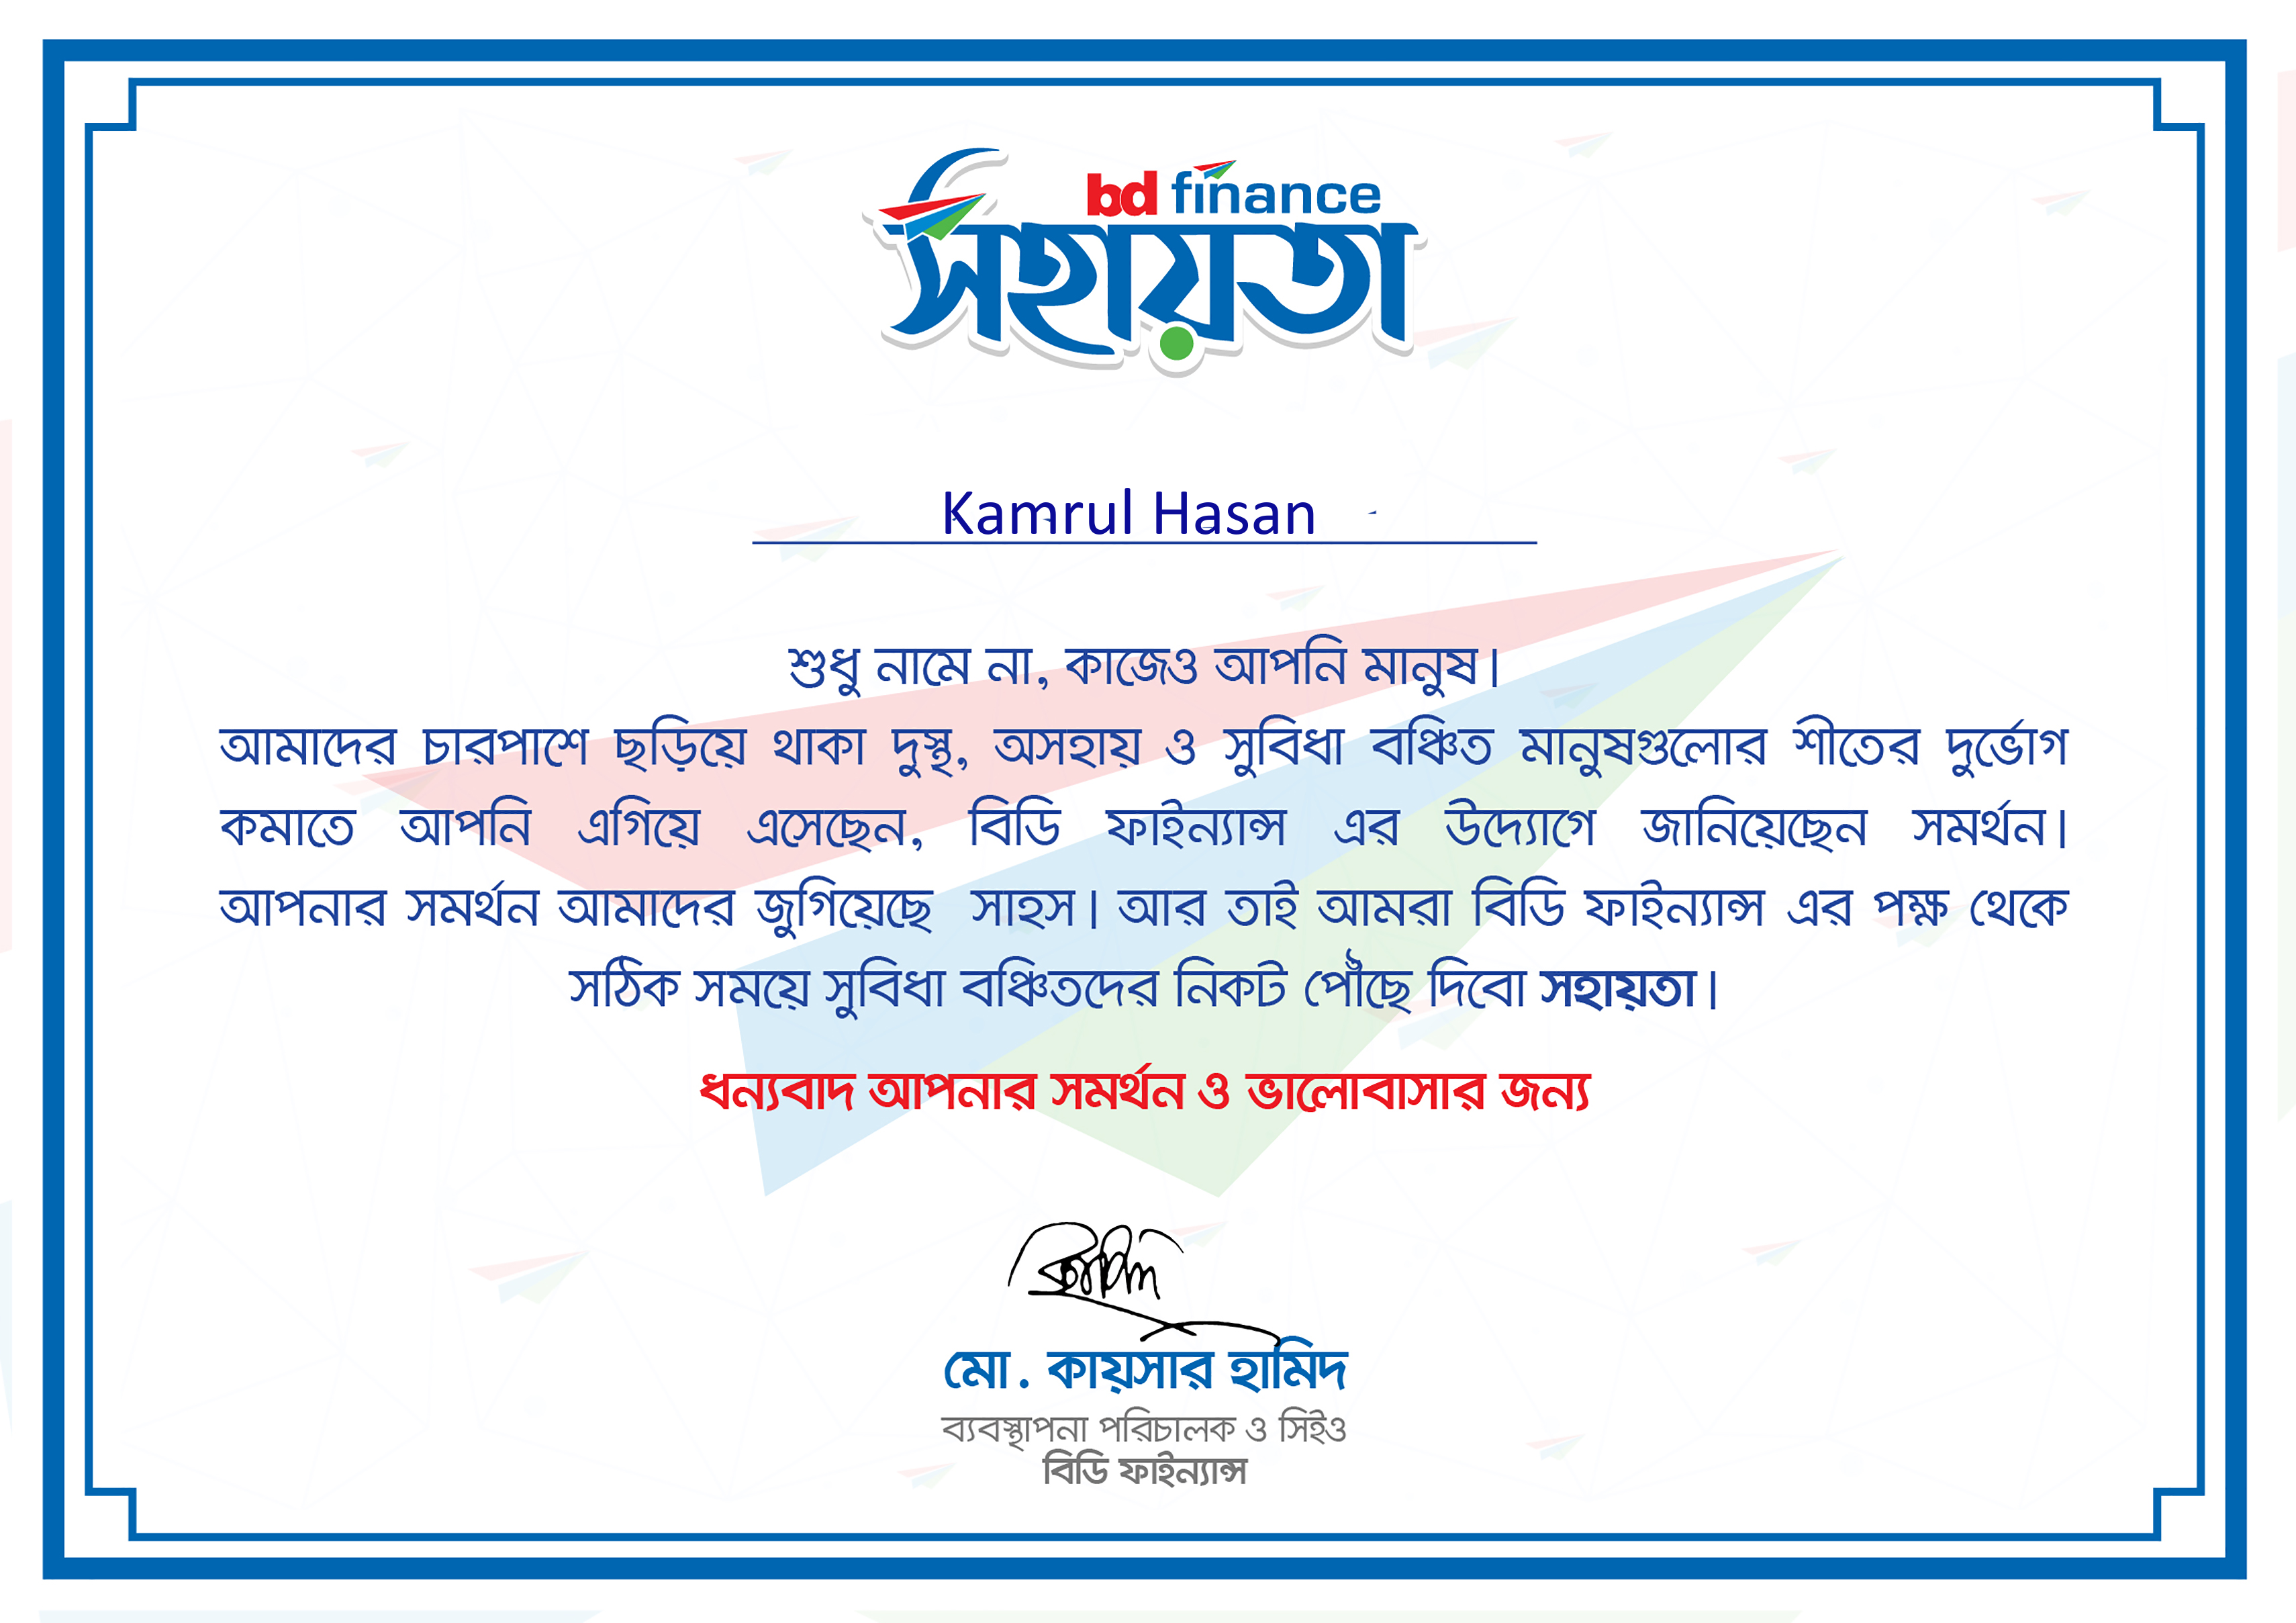 bd finance
সহায়তা
Kamrul Hasan
শুধু নামে না, কাজেও আপনি মানুষ।
আমাদের চারপাশে ছড়িয়ে থাকা দুস্থ, অসহায় ও সুবিধা বঞ্চিত মানুষগুলোর শীতের দুর্ভোগ
কমাতে আপনি এগিয়ে এসেছেন, বিডি ফাইন্যান্স এর উদ্যোগে জানিয়েছেন সমর্থন।
আপনার সমর্থন আমাদের জুগিয়েছে সাহস। আর তাই আমরা বিডি ফাইন্যান্স এর পক্ষ থেকে
সঠিক সময়ে সুবিধা বঞ্চিতদের নিকট পৌঁছে দিবো সহায়তা।
ধন্যবাদ আপনার সমর্থন ও ভালোবাসার জন্য
মো. কায়সার হামিদ
ব্যবস্থাপনা পরিচালক ও সিইও
বিডি ফাইন্যান্স